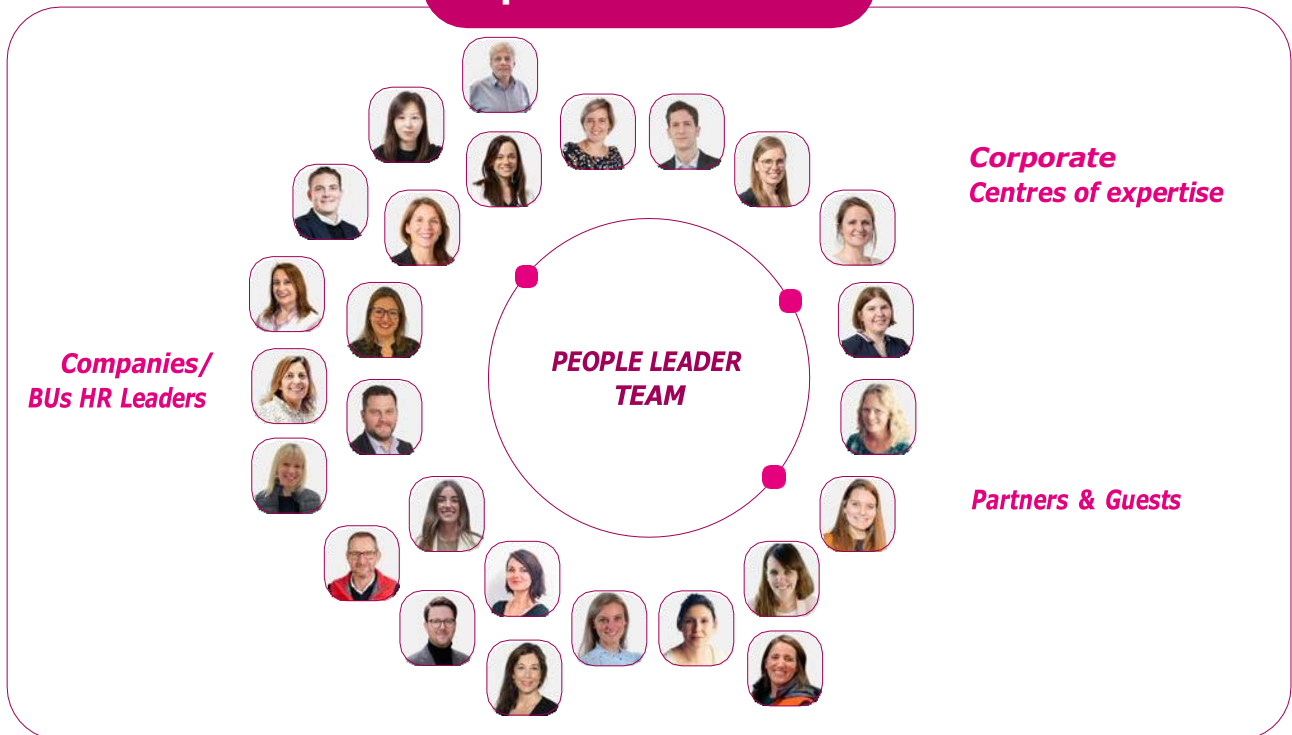 Corporate
Centres of expertise
Companies/
BUs HR Leaders
PEOPLE LEADER
TEAM
Partners & Guests